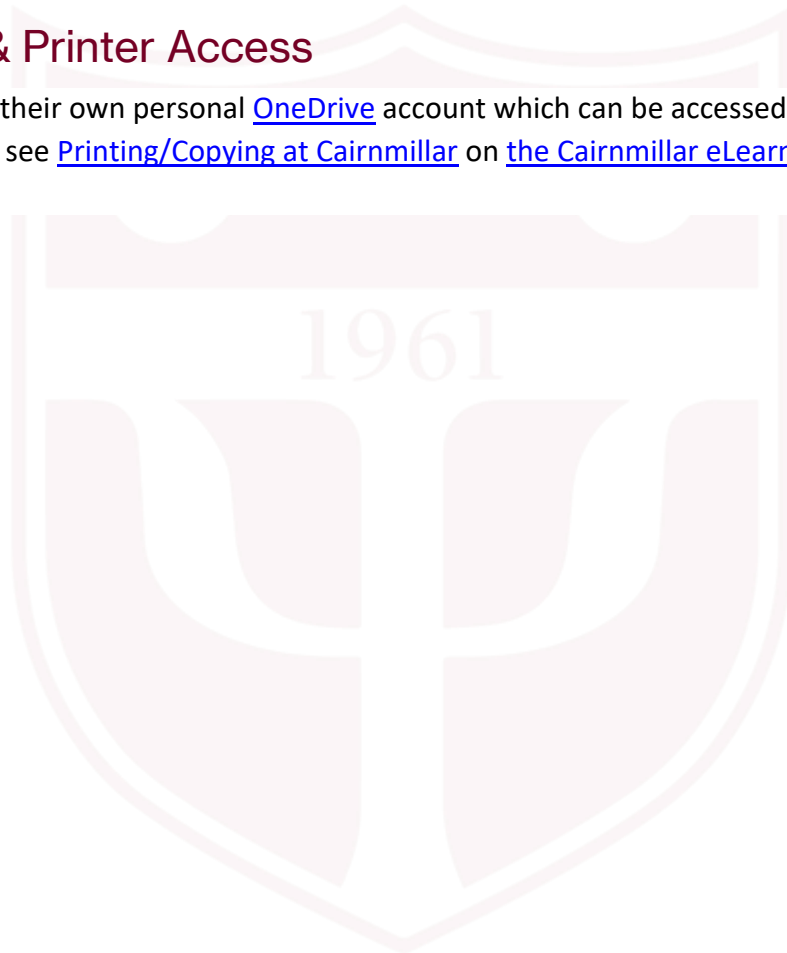 & Printer Access
their own personal OneDrive account which can be accessed
see Printing/Copying at Cairnmillar on the Cairnmillar eLearn
1961